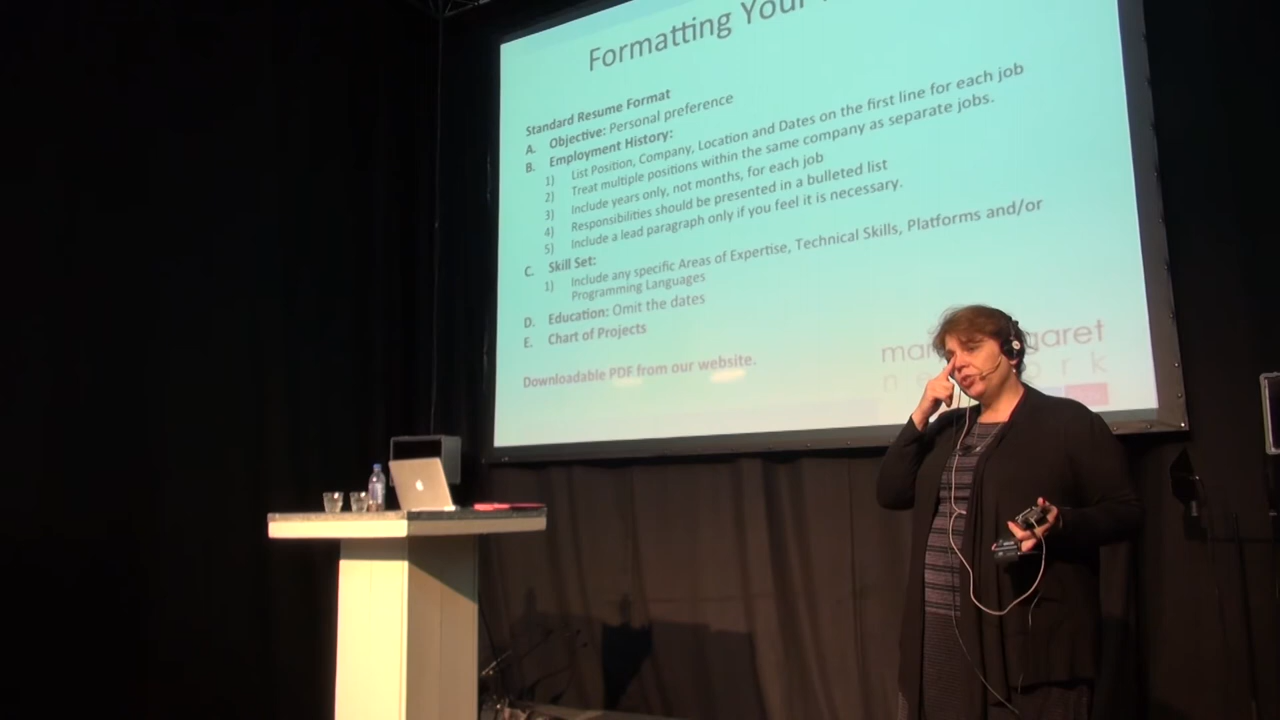 Formatting Your
Standard Resume Format
A. Objective: Personal preference
B. Employment History:
1) List Position, Company, Location and Dates on the first line for each job
2) Treat multiple positions within the same company as separate jobs.
3) Include years only, not months, for each job
4) Responsibilities should be presented in a bulleted list
5) Include a lead paragraph only if you feel it is necessary.
C. Skill Set:
1) Include any specific Areas of Expertise, Technical Skills, Platforms and/or
Programming Languages
D. Education: Omit the dates
E. Chart of Projects
Downloadable PDF from our website.